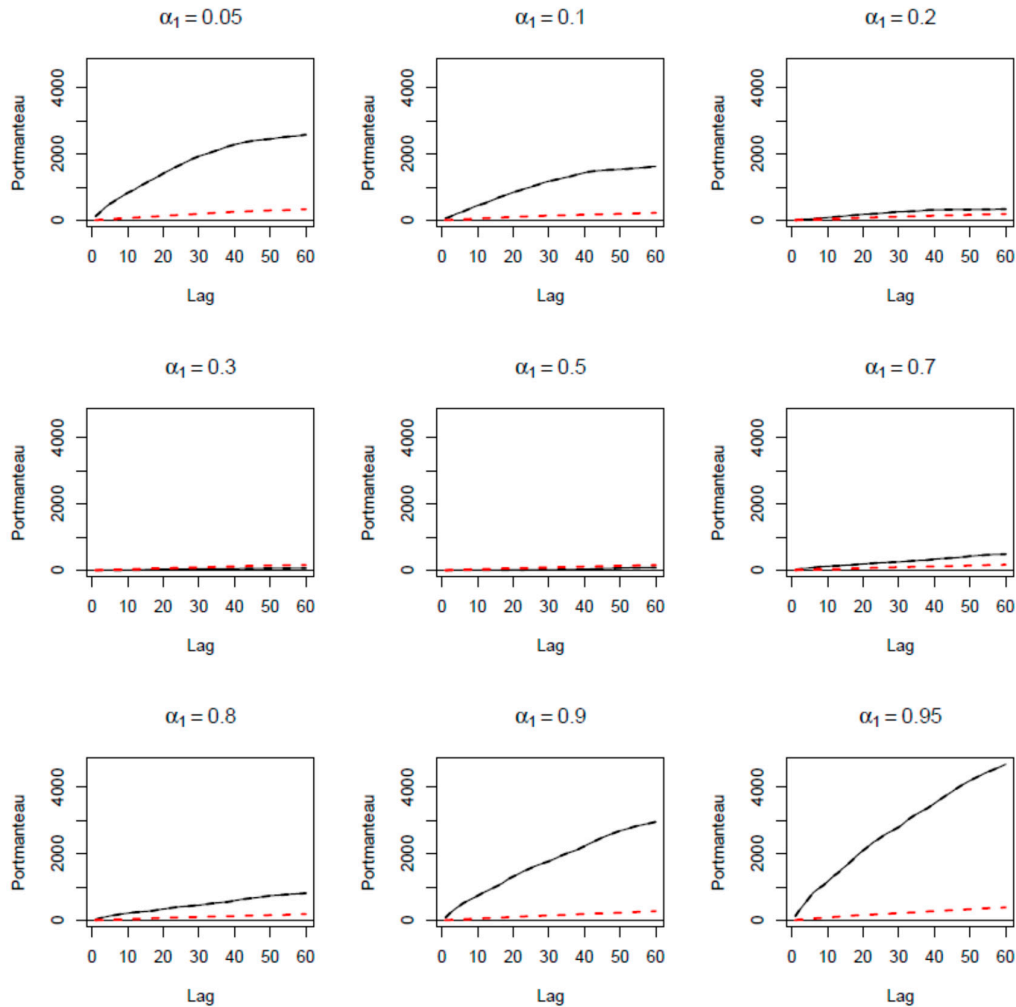 α1 = 0.05 α1 = 0.1 α1 = 0.2
4000 4000 4000
Portmanteau Portmanteau Portmanteau
2000 2000 2000
0 0 0
0 10 20 30 40 50 60 0 10 20 30 40 50 60 0 10 20 30 40 50 60
Lag Lag Lag
α1 = 0.3 α1 = 0.5 α1 = 0.7
4000 4000 4000
Portmanteau Portmanteau Portmanteau
2000 2000 2000
0 0 0
0 10 20 30 40 50 60 0 10 20 30 40 50 60 0 10 20 30 40 50 60
Lag Lag Lag
α1 = 0.8 α1 = 0.9 α1 = 0.95
4000 4000 4000
Portmanteau Portmanteau Portmanteau
2000 2000 2000
0 0 0
0 10 20 30 40 50 60 0 10 20 30 40 50 60 0 10 20 30 40 50 60
Lag Lag Lag